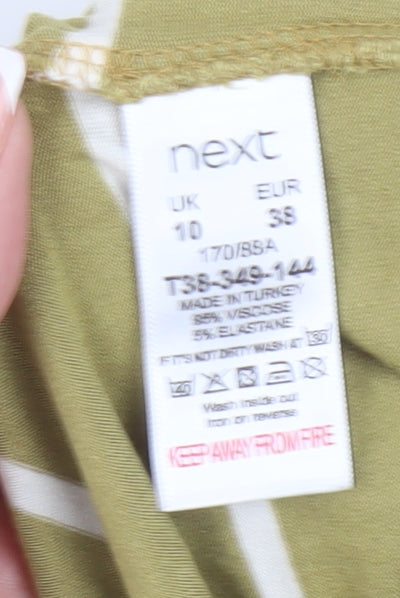 next
UK EUR
10 38
170/88A
T38-349-144
MADE IN TURKEY
95% VISCOSE
5% ELASTANE
IF IT'S NOT DIRTY WASH AT 30
40
Wash inside out
Iron on reverse
KEEP AWAY FROM FIRE